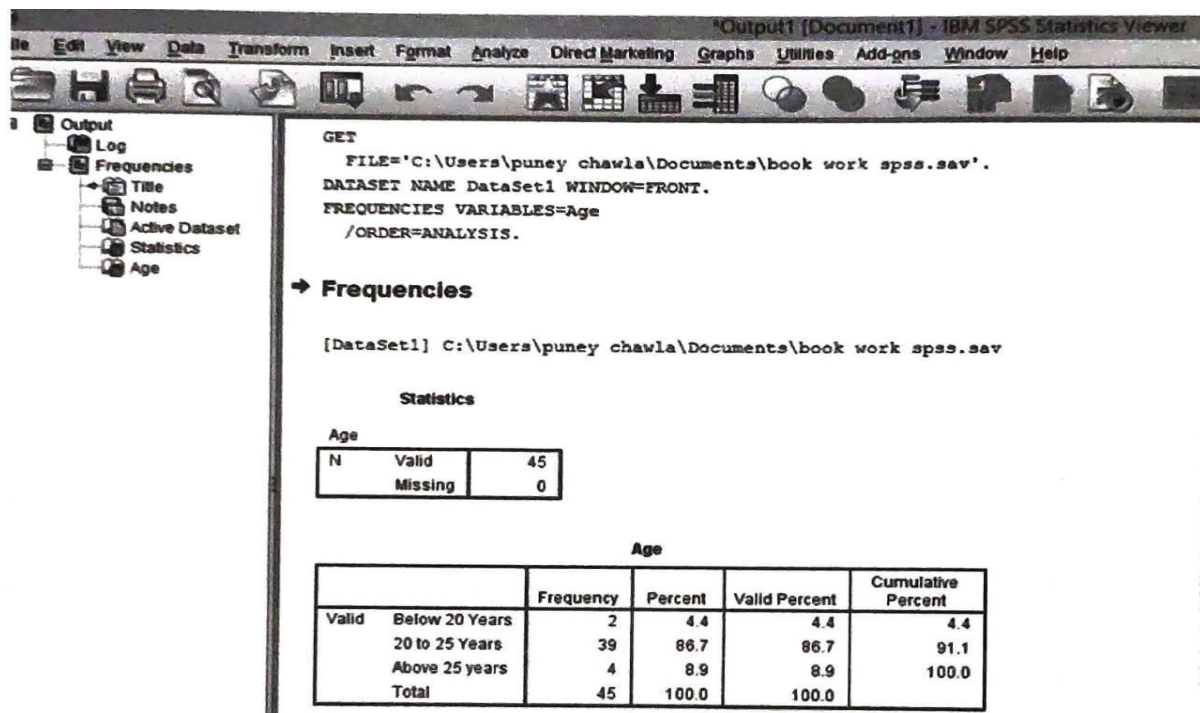 *Output1 [Document1] - IBM SPSS Statistics Viewer
Edit View Data Transform Insert Format Analyze Direct Marketing Graphs Utilities Add-ons Window Help
Output
Log
Frequencies
Title
Notes
Active Dataset
Statistics
Age
GET
FILE='C:\Users\puney chawla\Documents\book work spss.sav'.
DATASET NAME DataSet1 WINDOW=FRONT.
FREQUENCIES VARIABLES=Age
/ORDER=ANALYSIS.
Frequencies
[DataSet1] C:\Users\puney chawla\Documents\book work spss.sav
Statistics
Age
N Valid 45
Missing 0
Age
Frequency Percent Valid Percent Cumulative Percent
Valid Below 20 Years 2 4.4 4.4 4.4
20 to 25 Years 39 86.7 86.7 91.1
Above 25 years 4 8.9 8.9 100.0
Total 45 100.0 100.0